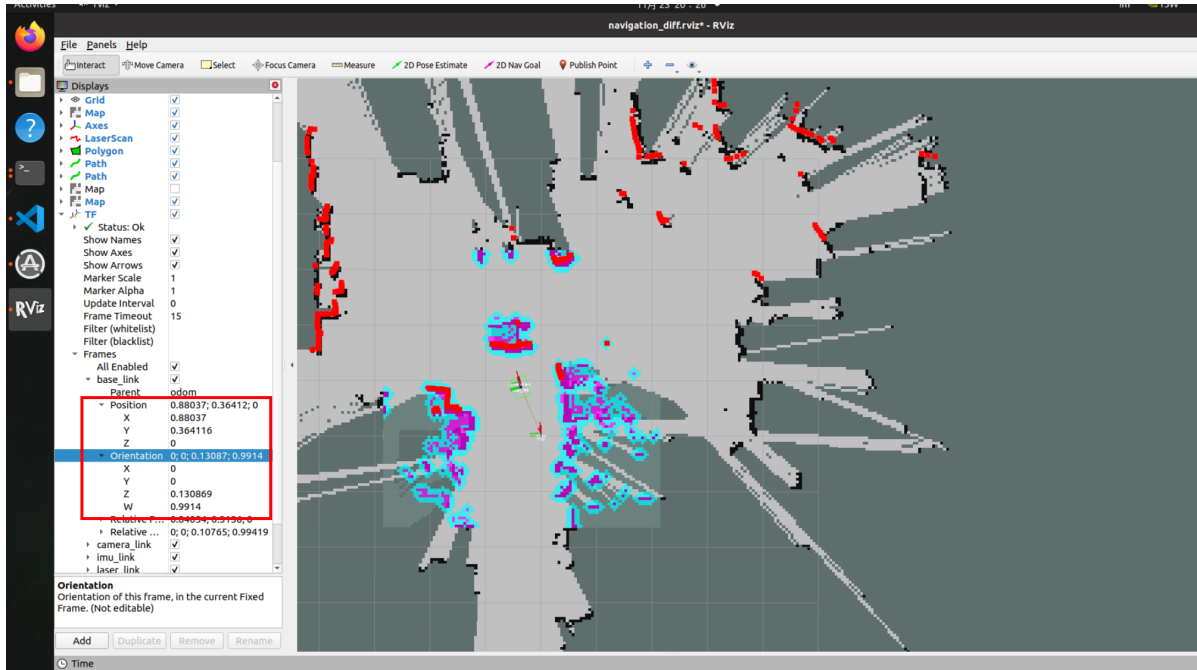 Activities
navigation_diff.rviz* - RViz
File Panels Help
Interact Move Camera Select Focus Camera Measure 2D Pose Estimate 2D Nav Goal Publish Point
Displays
Grid
Map
Axes
LaserScan
Polygon
Path
Path
Map
Map
TF
Status: Ok
Show Names
Show Axes
Show Arrows
Marker Scale 1
Marker Alpha 1
Update Interval 0
Frame Timeout 15
Filter (whitelist)
Filter (blacklist)
Frames
All Enabled
base_link
Parent odom
Position 0.88037; 0.36412; 0
X 0.88037
Y 0.364116
Z 0
Orientation 0; 0; 0.13087; 0.9914
X 0
Y 0
Z 0.130869
W 0.9914
Relative ... 0; 0; 0.10765; 0.99419
camera_link
imu_link
laser_link
Orientation
Orientation of this frame, in the current Fixed
Frame. (Not editable)
Add Duplicate Remove Rename
Time
RViz